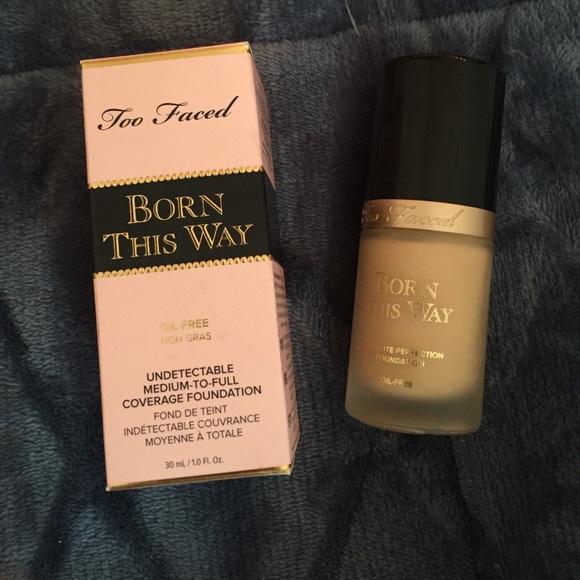 Too Faced
BORN
THIS WAY
OIL-FREE
NON GRAS
UNDETECTABLE
MEDIUM-TO-FULL
COVERAGE FOUNDATION
FOND DE TEINT
INDÉTECTABLE COUVRANCE
MOYENNE À TOTALE
30 mL / 1.0 Fl. Oz.
Too Faced
BORN
THIS WAY
PERFECTION
FOUNDATION
OIL-FREE